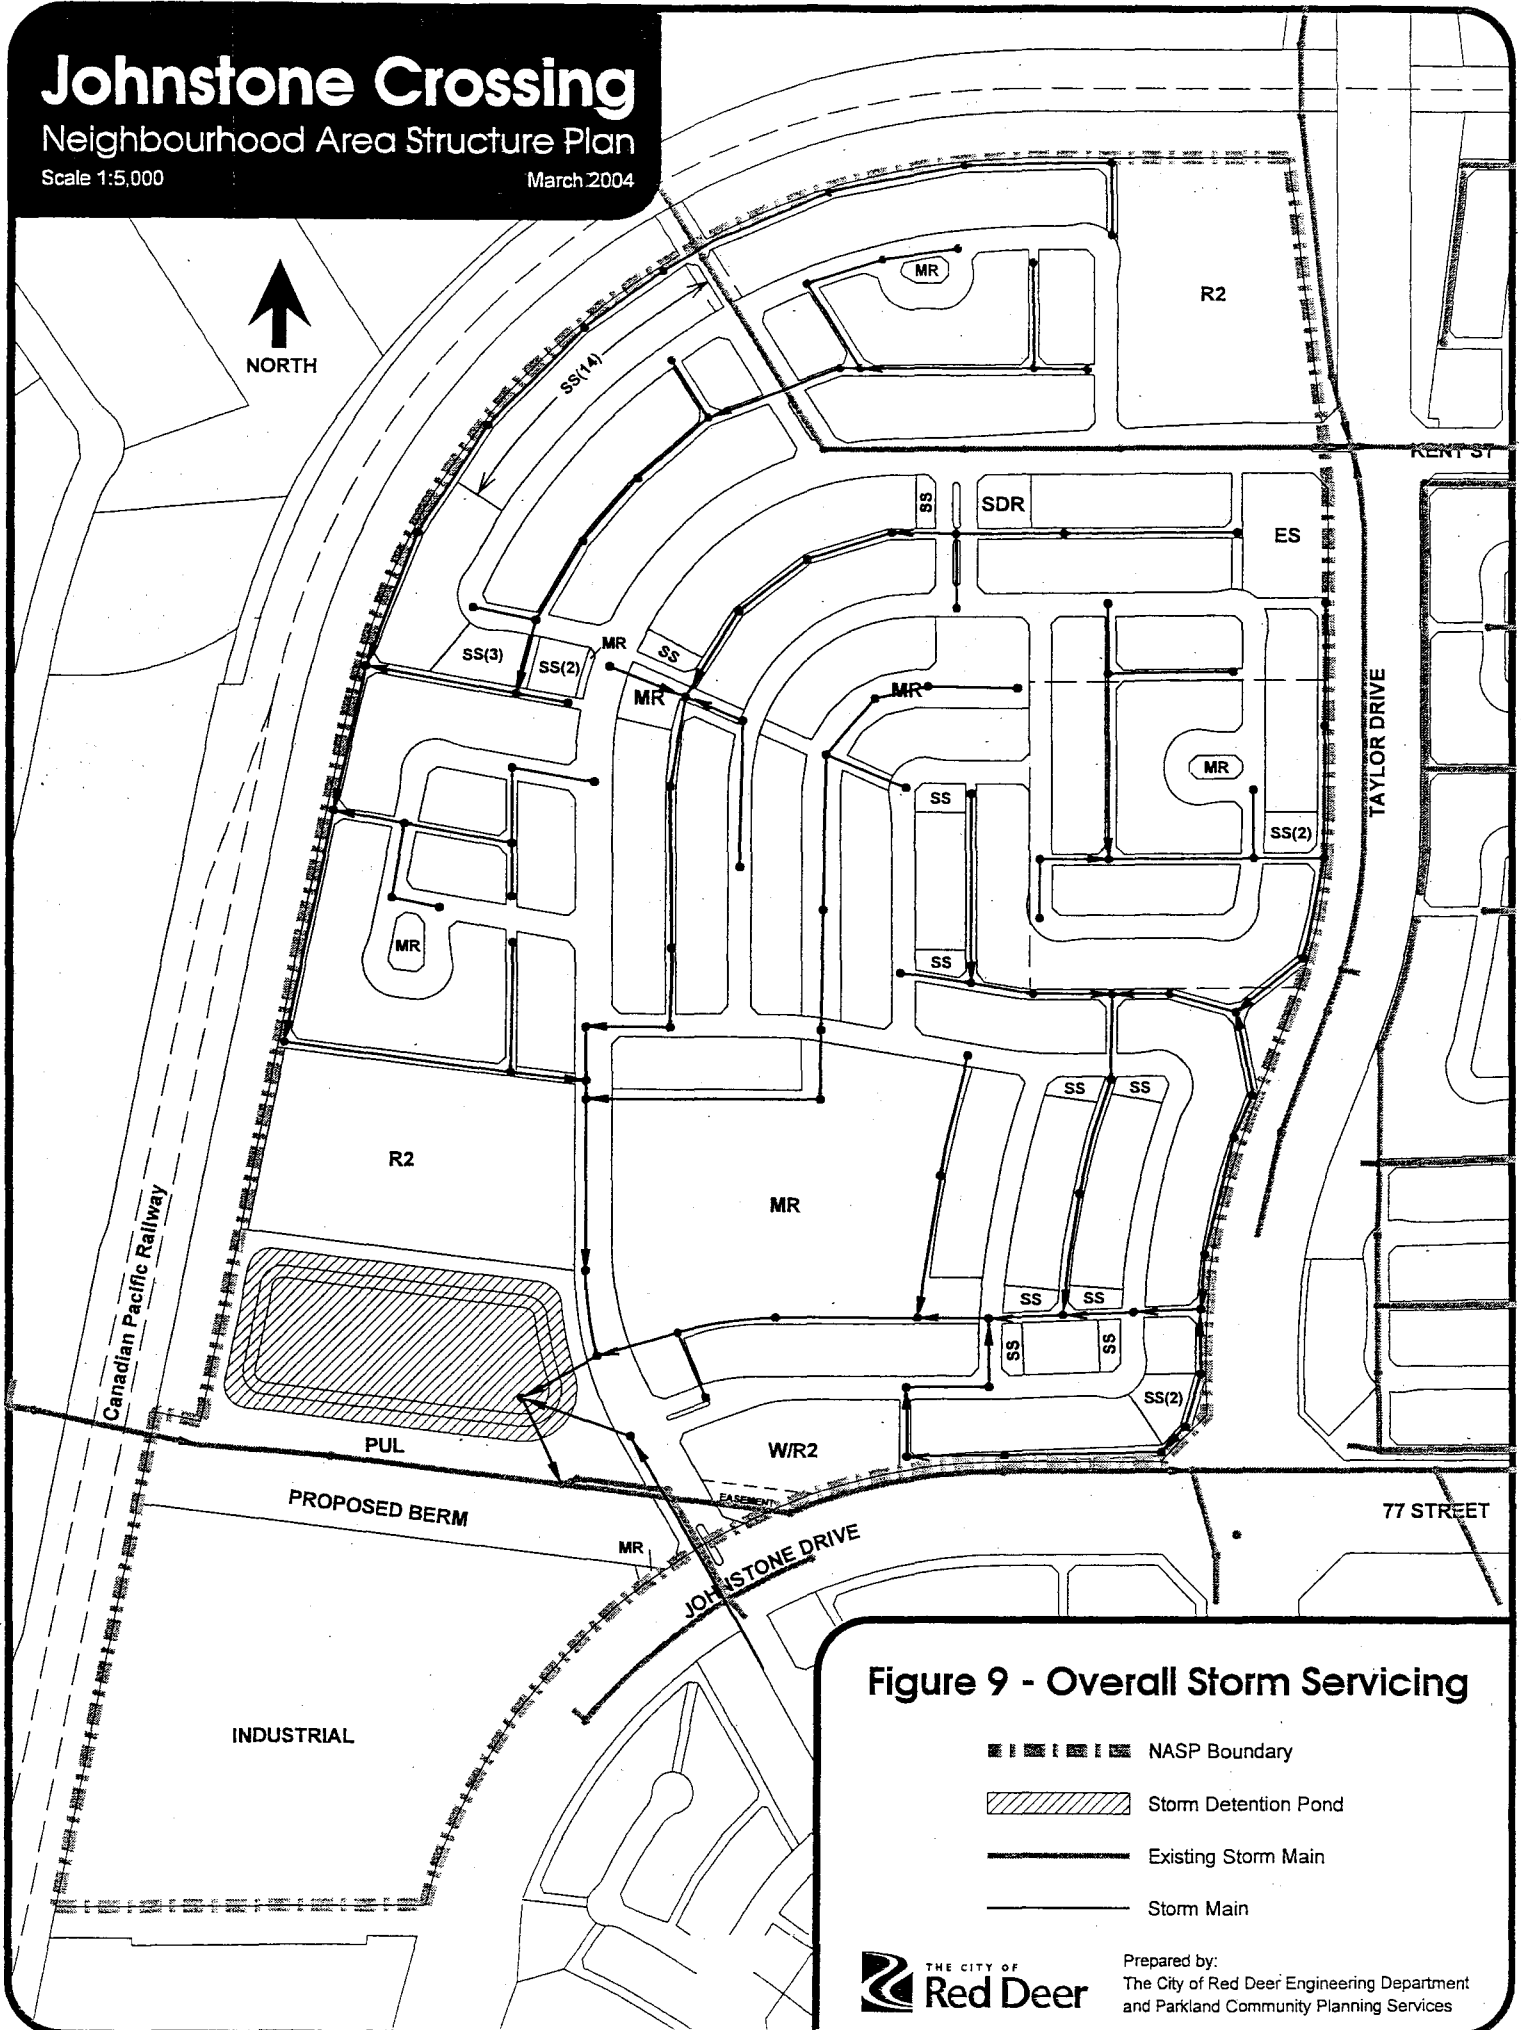 Johnstone Crossing
Neighbourhood Area Structure Plan
Scale 1:5,000
March 2004
NORTH
MR
R2
SS(14)
KENT ST
SS
SDR
ES
MR
SS
SS(3)
SS(2)
MR
MR
TAYLOR DRIVE
MR
SS
SS(2)
MR
SS
SS
SS
R2
MR
Canadian Pacific Railway
SS
SS
SS
SS
SS(2)
PUL
W/R2
EASEMENT
PROPOSED BERM
77 STREET
MR
JOHNSTONE DRIVE
INDUSTRIAL
Figure 9 - Overall Storm Servicing
NASP Boundary
Storm Detention Pond
Existing Storm Main
Storm Main
THE CITY OF
Red Deer
Prepared by:
The City of Red Deer Engineering Department
and Parkland Community Planning Services